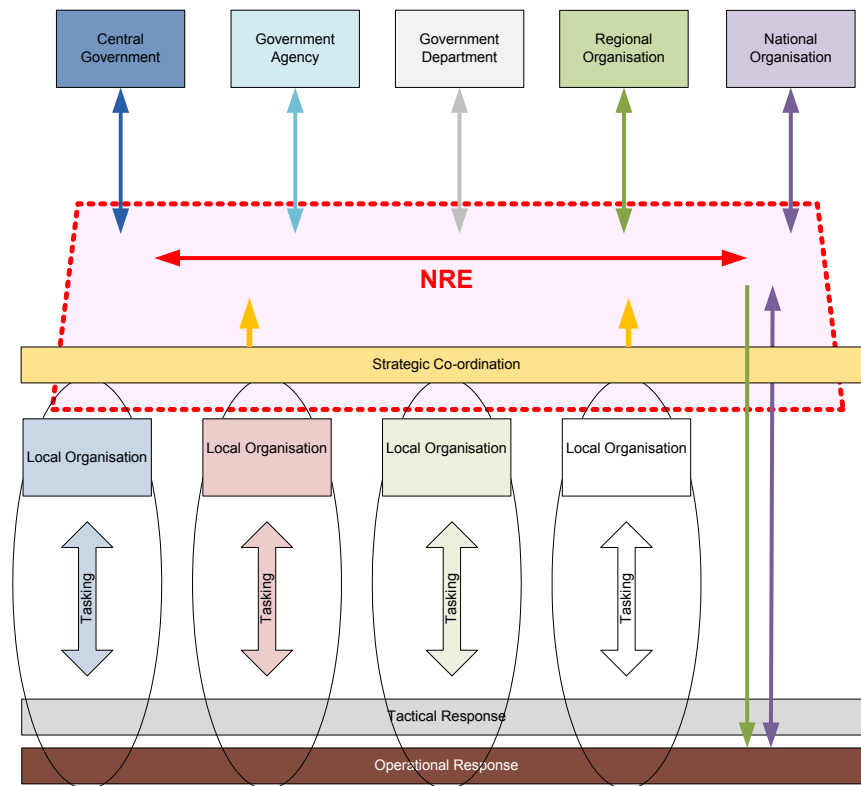 Central
Government
Government
Agency
Government
Department
Regional
Organisation
National
Organisation
NRE
Strategic Co-ordination
Local Organisation
Local Organisation
Local Organisation
Local Organisation
Tasking
Tasking
Tasking
Tasking
Tactical Response
Operational Response